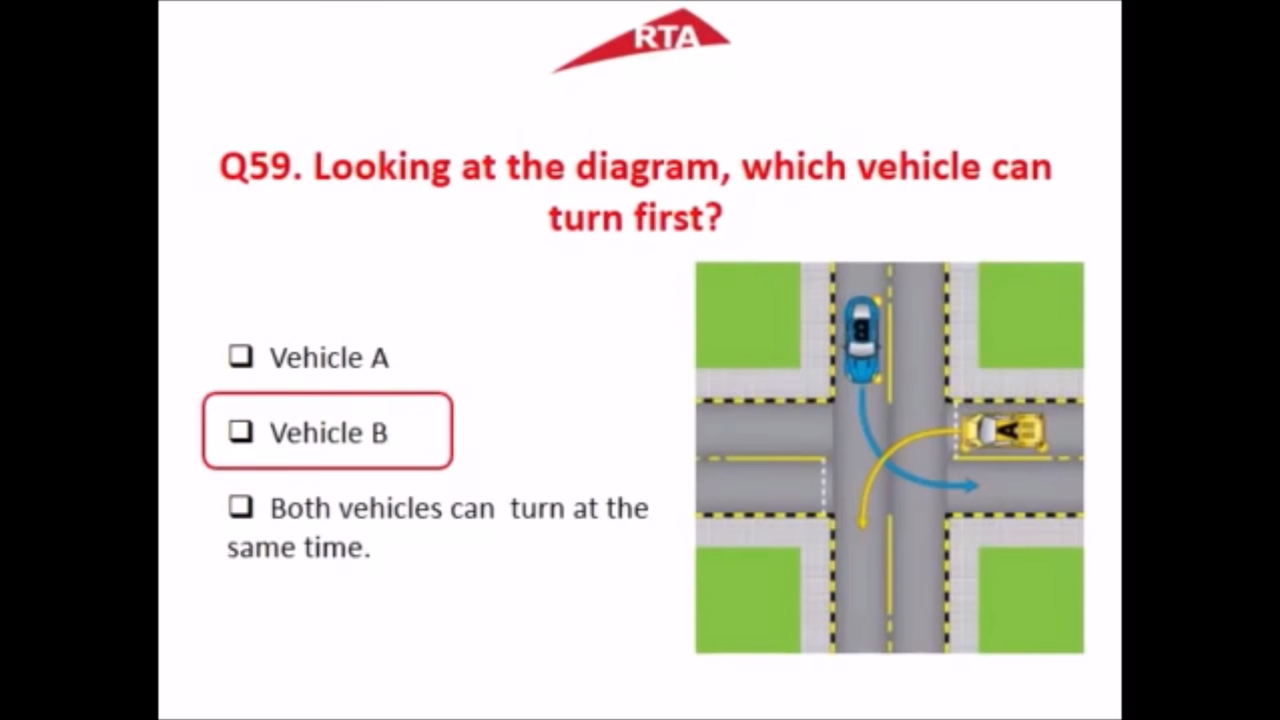 RTA
Q59. Looking at the diagram, which vehicle can
turn first?
Vehicle A
Vehicle B
Both vehicles can turn at the
same time.
B
A